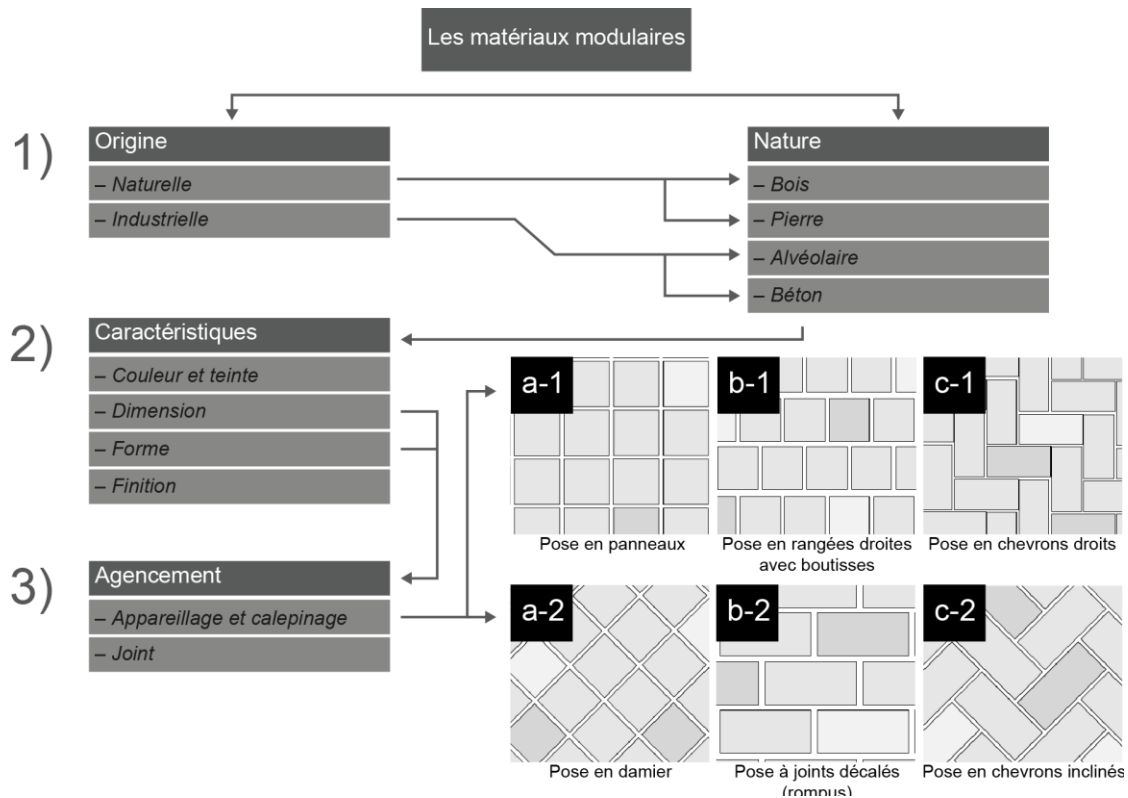 Les matériaux modulaires
1)
Origine
– Naturelle
– Industrielle
Nature
– Bois
– Pierre
– Alvéolaire
– Béton
2)
Caractéristiques
– Couleur et teinte
– Dimension
– Forme
– Finition
3)
Agencement
– Appareillage et calepinage
– Joint
a-1
Pose en panneaux
b-1
Pose en rangées droites
avec boutisses
c-1
Pose en chevrons droits
a-2
Pose en damier
b-2
Pose à joints décalés
(rompus)
c-2
Pose en chevrons inclinés